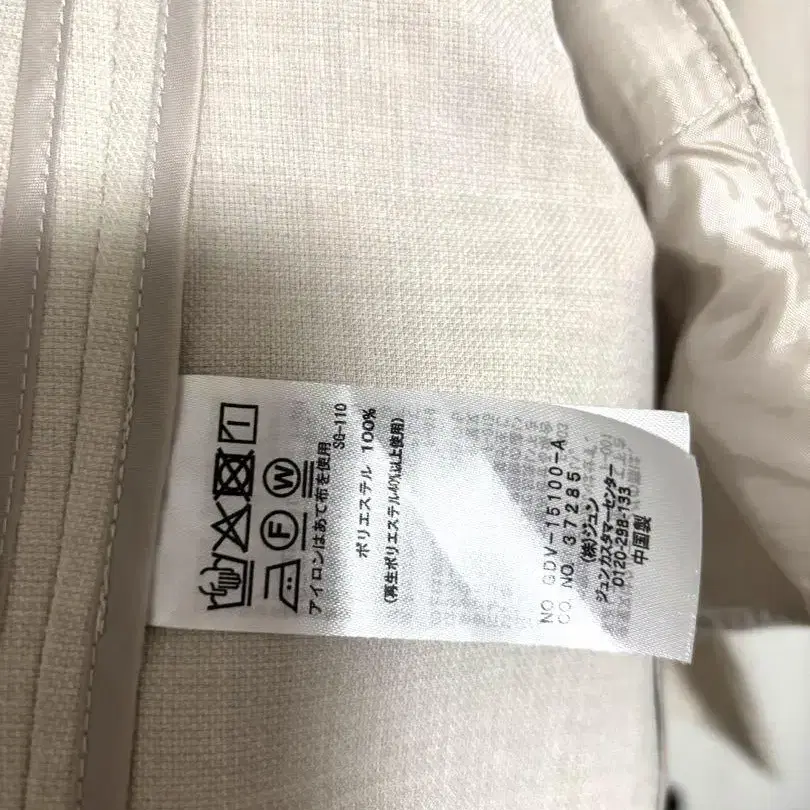 アイロンはあて布を使用
SG-110
ポリエステル 100%
(再生ポリエステル40%以上使用)
NO GDV-15100-A
CO. NO. 37285
(株)ジュン
ジュンカスタマーセンター
0120-298-133
中国製